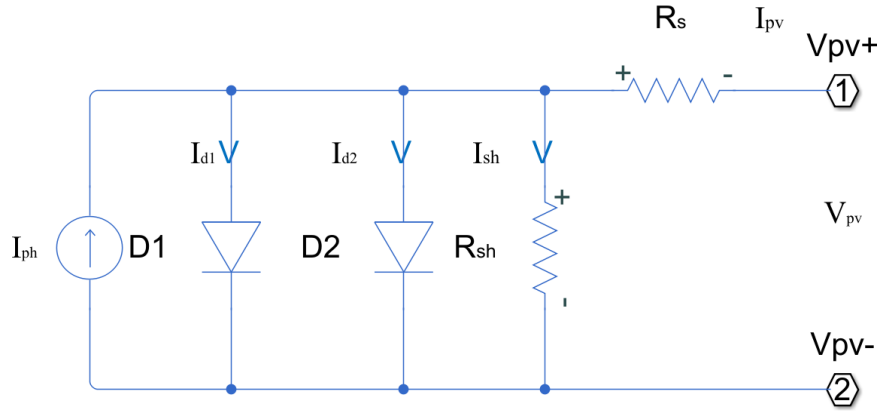 Rs
Ipv
Vpv+
+
-
1
Id1
V
Id2
V
Ish
V
+
Vpv
Iph
D1
D2
Rsh
-
Vpv-
2